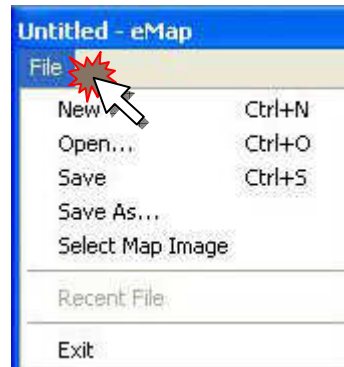 Untitled - eMap
File
New Ctrl+N
Open... Ctrl+O
Save Ctrl+S
Save As...
Select Map Image
Recent File
Exit